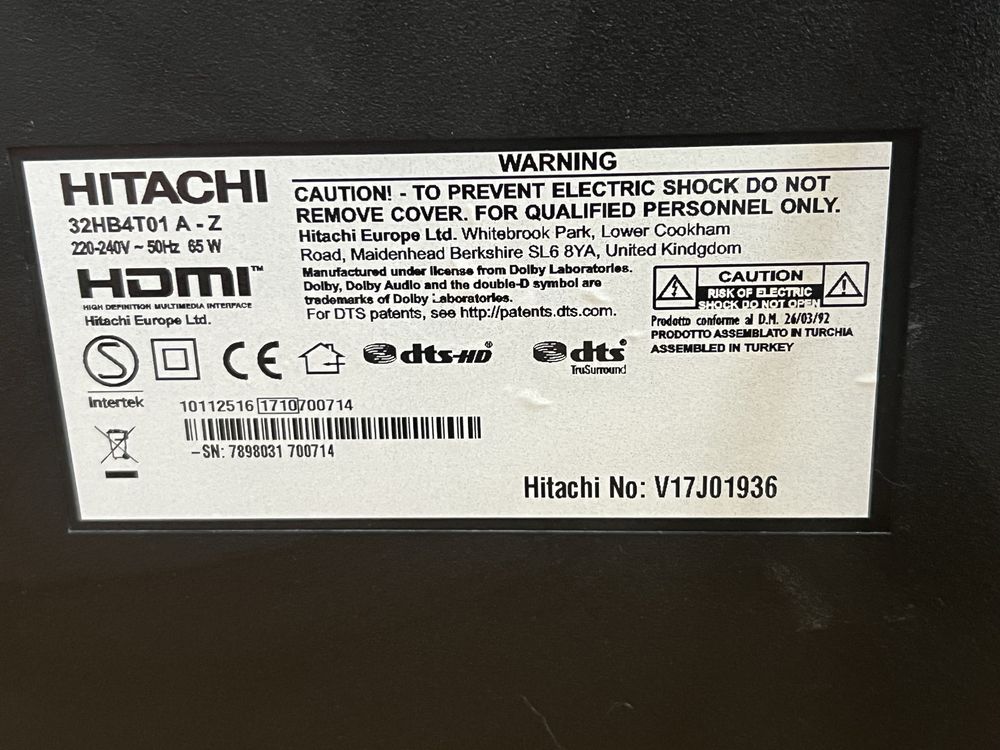 HITACHI
32HB4T01 A - Z
220-240V ~ 50Hz 65 W
HDMI™
HIGH DEFINITION MULTIMEDIA INTERFACE
Hitachi Europe Ltd.
WARNING
CAUTION! - TO PREVENT ELECTRIC SHOCK DO NOT
REMOVE COVER. FOR QUALIFIED PERSONNEL ONLY.
Hitachi Europe Ltd. Whitebrook Park, Lower Cookham
Road, Maidenhead Berkshire SL6 8YA, United Kindgdom
Manufactured under license from Dolby Laboratories.
Dolby, Dolby Audio and the double-D symbol are
trademarks of Dolby Laboratories.
For DTS patents, see http://patents.dts.com.
CAUTION
RISK OF ELECTRIC
SHOCK DO NOT OPEN
Prodotto conforme al D.M. 26/03/92
PRODOTTO ASSEMBLATO IN TURCHIA
ASSEMBLED IN TURKEY
S
Intertek
CE
dts-HD®
dts®
TruSurround
10112516 1710 700714
-SN: 7898031 700714
Hitachi No: V17J01936